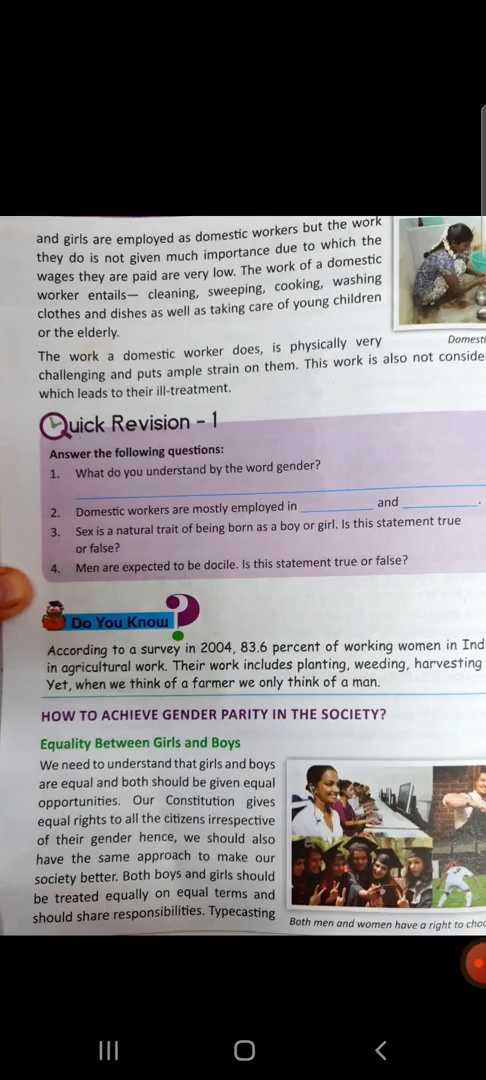 and girls are employed as domestic workers but the work
they do is not given much importance due to which the
wages they are paid are very low. The work of a domestic
worker entails— cleaning, sweeping, cooking, washing
clothes and dishes as well as taking care of young children
or the elderly.
Domesti
The work a domestic worker does, is physically very
challenging and puts ample strain on them. This work is also not conside
which leads to their ill-treatment.
Quick Revision - 1
Answer the following questions:
1. What do you understand by the word gender?
2. Domestic workers are mostly employed in ________ and ________.
3. Sex is a natural trait of being born as a boy or girl. Is this statement true
or false?
4. Men are expected to be docile. Is this statement true or false?
Do You Know ?
According to a survey in 2004, 83.6 percent of working women in Ind
in agricultural work. Their work includes planting, weeding, harvesting
Yet, when we think of a farmer we only think of a man.
HOW TO ACHIEVE GENDER PARITY IN THE SOCIETY?
Equality Between Girls and Boys
We need to understand that girls and boys
are equal and both should be given equal
opportunities. Our Constitution gives
equal rights to all the citizens irrespective
of their gender hence, we should also
have the same approach to make our
society better. Both boys and girls should
be treated equally on equal terms and
should share responsibilities. Typecasting
Both men and women have a right to choo